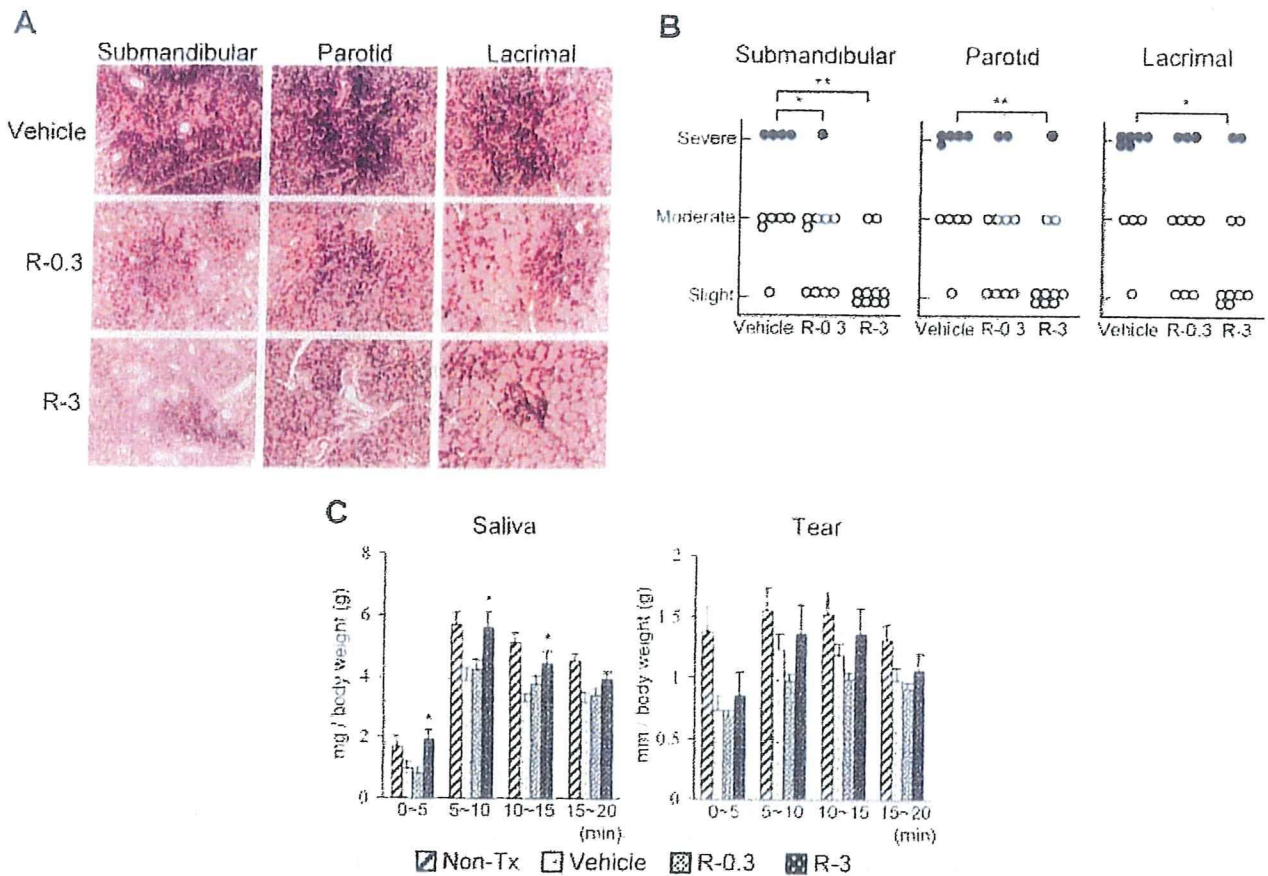 A
Submandibular Parotid Lacrimal
Vehicle
R-0.3
R-3
B
Submandibular Parotid Lacrimal
** * ** *
Severe
Moderate
Slight
Vehicle R-0 3 R-3 Vehicle R-0.3 R-3 Vehicle R-0.3 R-3
C
Saliva
mg / body weight (g)
8
6
4
2
0
* * *
0~5 5~10 10~15 15~20
(min)
Tear
mm / body weight (g)
2
1.5
1
0.5
0
0~5 5~10 10~15 15~20
(min)
Non-Tx Vehicle R-0.3 R-3